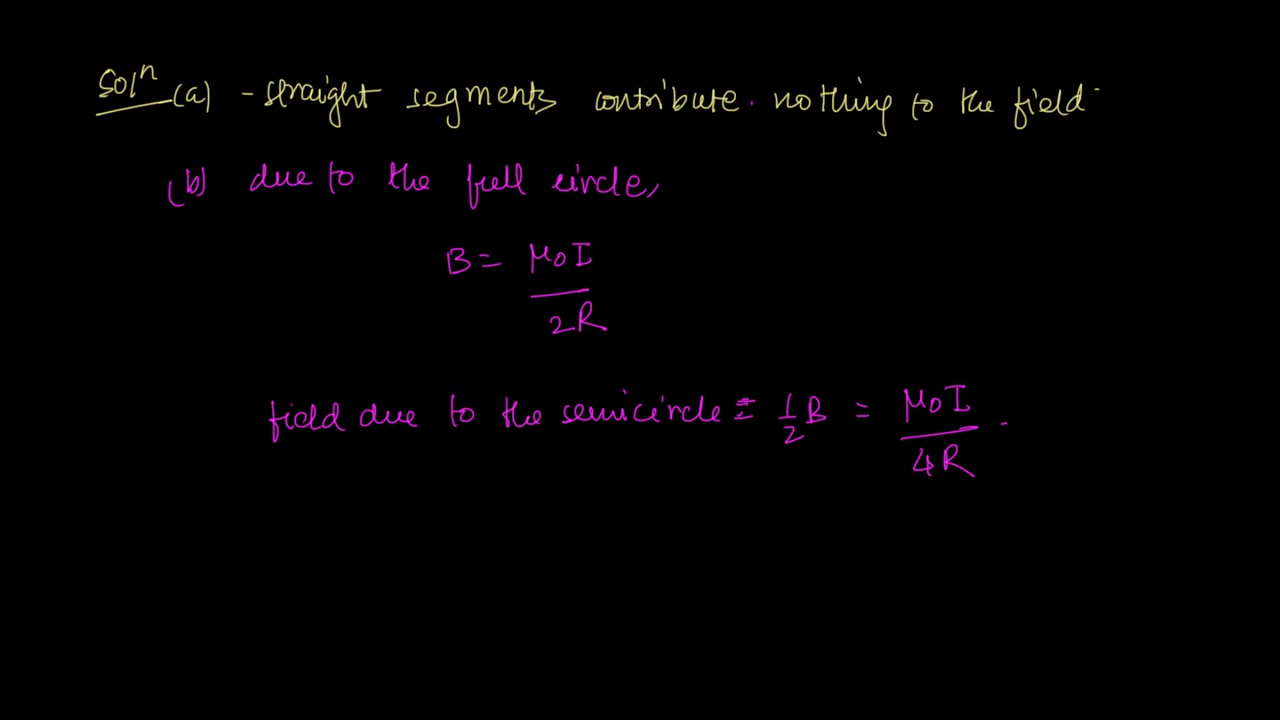 Solⁿ (a) - straight segments contribute nothing to the field.
(b) due to the full circle,
B = μ₀I / 2R
field due to the semicircle = 1/2 B = μ₀I / 4R.